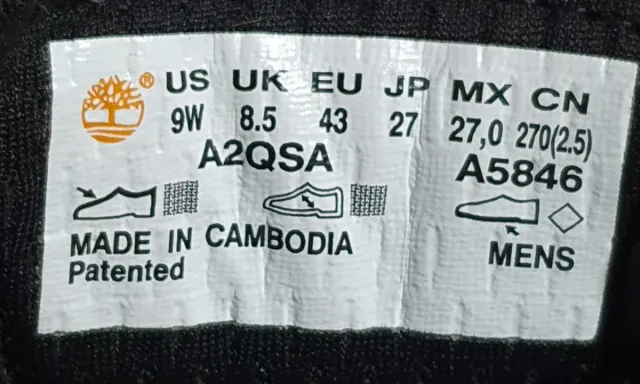 ® US UK EU JP MX CN
9W 8.5 43 27 27,0 270(2.5)
A2QSA A5846
MADE IN CAMBODIA MENS
Patented